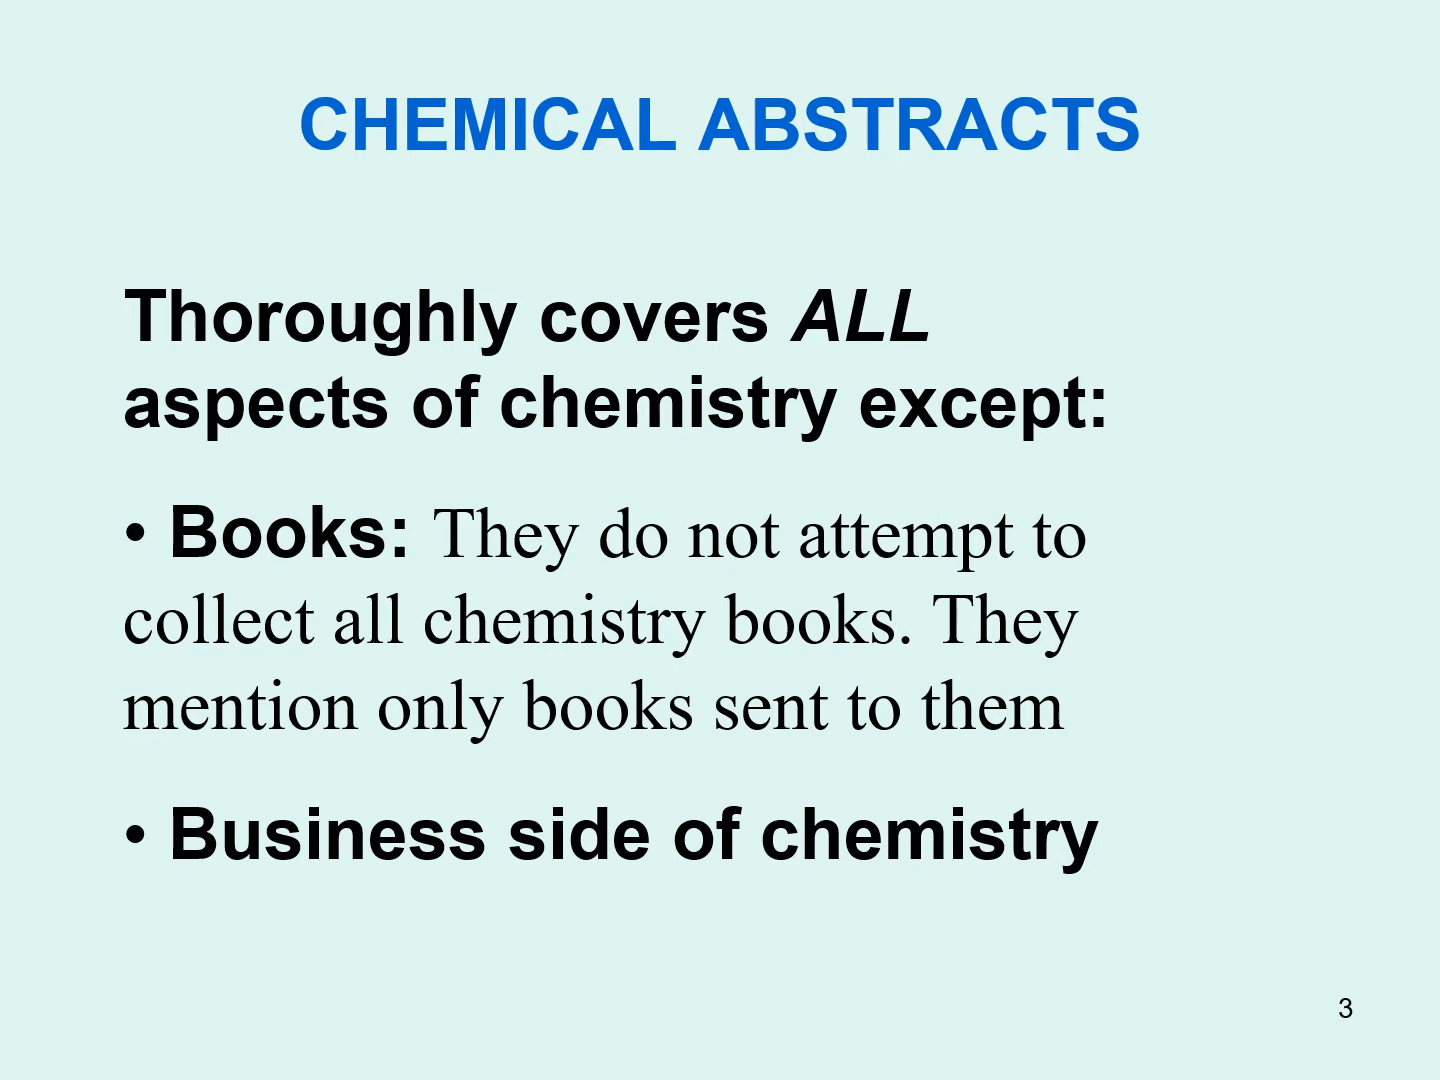 CHEMICAL ABSTRACTS
Thoroughly covers ALL
aspects of chemistry except:
• Books: They do not attempt to
collect all chemistry books. They
mention only books sent to them
• Business side of chemistry
3